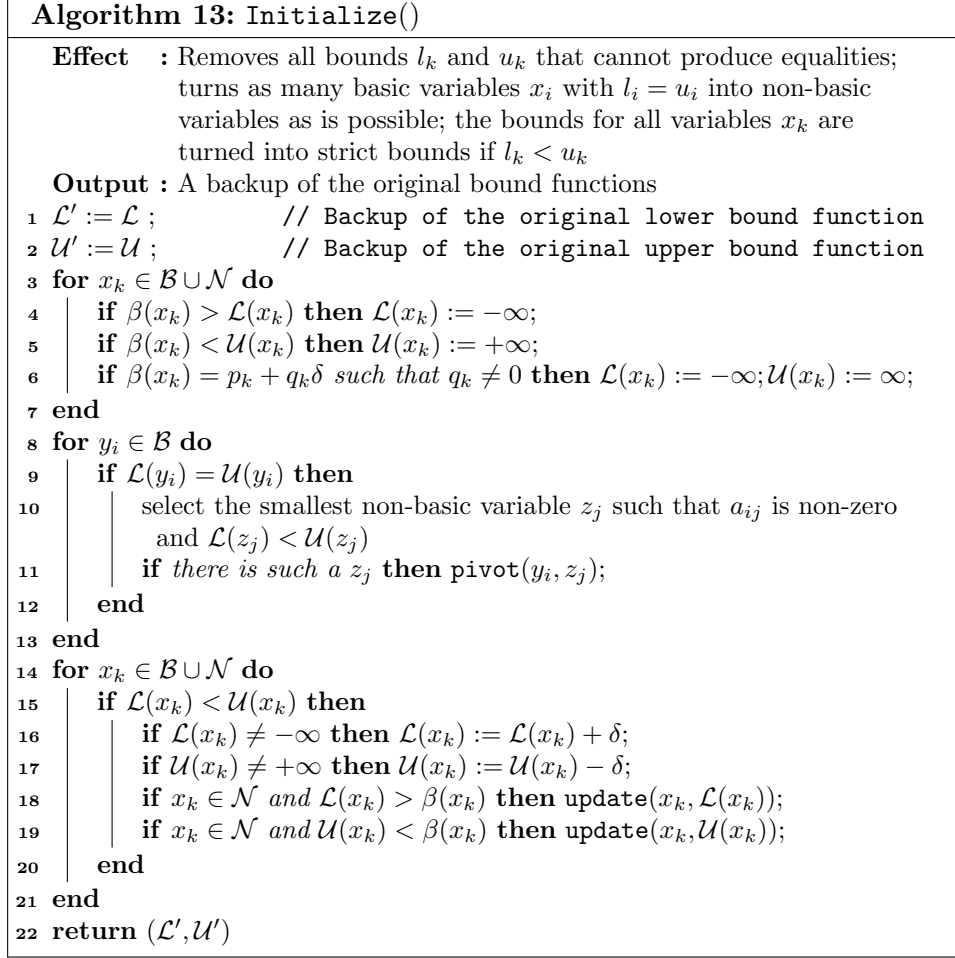 Algorithm 13: Initialize()
Effect : Removes all bounds l_k and u_k that cannot produce equalities;
turns as many basic variables x_i with l_i = u_i into non-basic
variables as is possible; the bounds for all variables x_k are
turned into strict bounds if l_k < u_k
Output : A backup of the original bound functions
1 ℒ′ := ℒ ; // Backup of the original lower bound function
2 𝒰′ := 𝒰 ; // Backup of the original upper bound function
3 for x_k ∈ ℬ ∪ 𝒩 do
4 if β(x_k) > ℒ(x_k) then ℒ(x_k) := −∞;
5 if β(x_k) < 𝒰(x_k) then 𝒰(x_k) := +∞;
6 if β(x_k) = p_k + q_kδ such that q_k ≠ 0 then ℒ(x_k) := −∞; 𝒰(x_k) := ∞;
7 end
8 for y_i ∈ ℬ do
9 if ℒ(y_i) = 𝒰(y_i) then
10 select the smallest non-basic variable z_j such that a_{ij} is non-zero
and ℒ(z_j) < 𝒰(z_j)
11 if there is such a z_j then pivot(y_i, z_j);
12 end
13 end
14 for x_k ∈ ℬ ∪ 𝒩 do
15 if ℒ(x_k) < 𝒰(x_k) then
16 if ℒ(x_k) ≠ −∞ then ℒ(x_k) := ℒ(x_k) + δ;
17 if 𝒰(x_k) ≠ +∞ then 𝒰(x_k) := 𝒰(x_k) − δ;
18 if x_k ∈ 𝒩 and ℒ(x_k) > β(x_k) then update(x_k, ℒ(x_k));
19 if x_k ∈ 𝒩 and 𝒰(x_k) < β(x_k) then update(x_k, 𝒰(x_k));
20 end
21 end
22 return (ℒ′, 𝒰′)